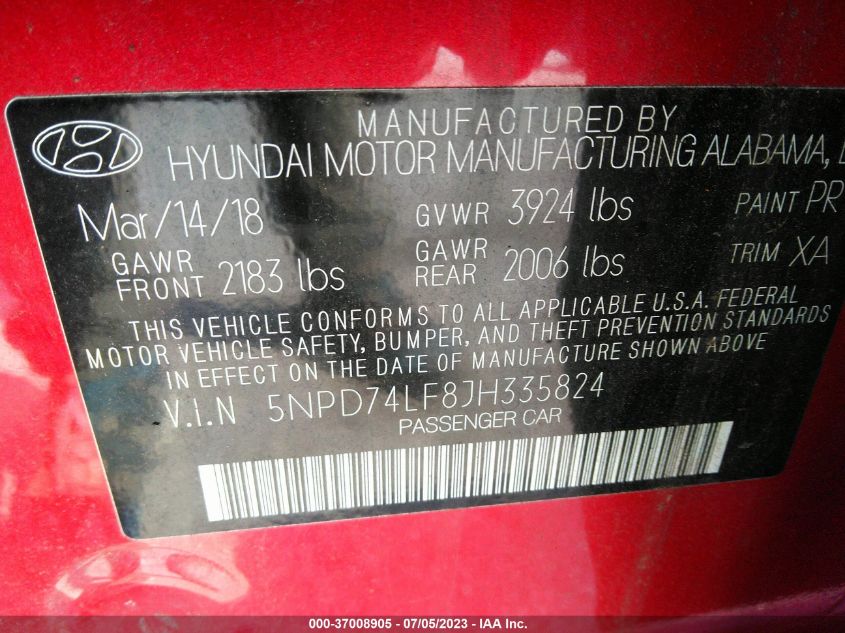 MANUFACTURED BY
HYUNDAI MOTOR MANUFACTURING ALABAMA,
Mar/14/18 GVWR 3924 lbs PAINT PR
GAWR FRONT 2183 lbs GAWR REAR 2006 lbs TRIM XA
THIS VEHICLE CONFORMS TO ALL APPLICABLE U.S.A. FEDERAL
MOTOR VEHICLE SAFETY, BUMPER, AND THEFT PREVENTION STANDARDS
IN EFFECT ON THE DATE OF MANUFACTURE SHOWN ABOVE
V.I.N 5NPD74LF8JH335824
PASSENGER CAR
000-37008905 - 07/05/2023 - IAA Inc.